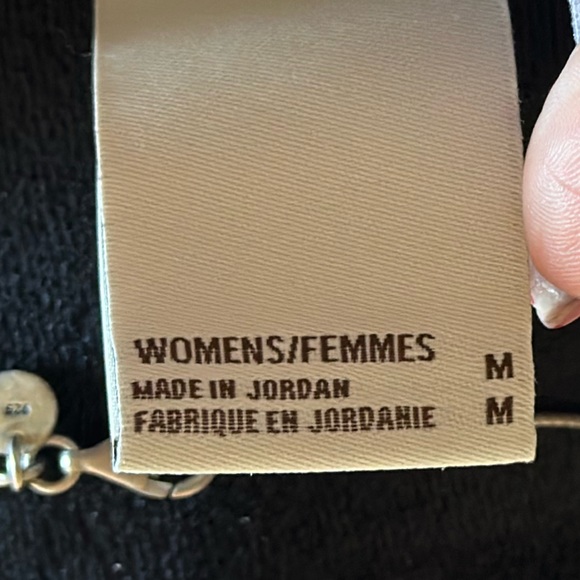 WOMENS/FEMMES M
MADE IN JORDAN
FABRIQUE EN JORDANIE M